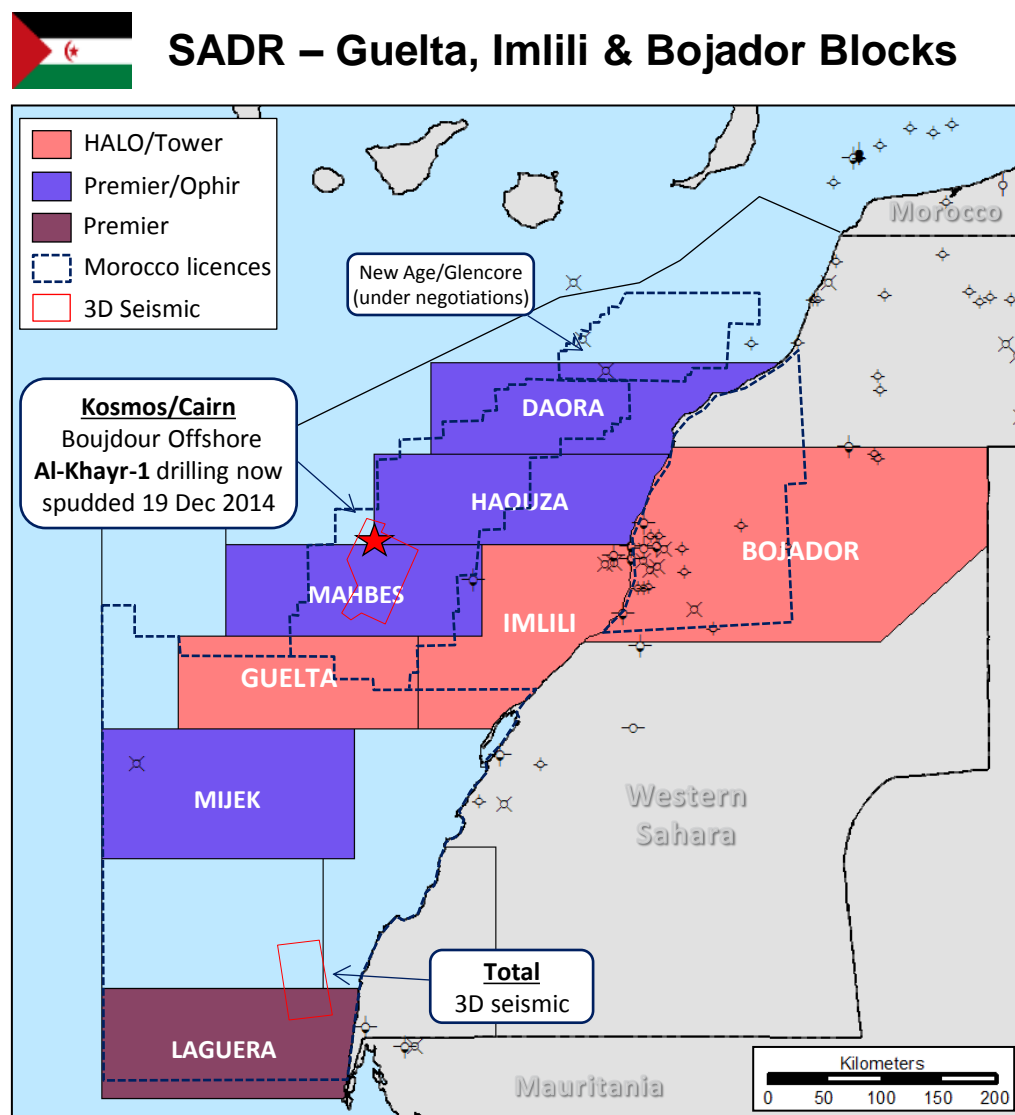 SADR – Guelta, Imlili & Bojador Blocks
HALO/Tower
Premier/Ophir
Premier
Morocco licences
3D Seismic
Morocco
New Age/Glencore
(under negotiations)
Kosmos/Cairn
Boujdour Offshore
Al-Khayr-1 drilling now
spudded 19 Dec 2014
DAORA
HAOUZA
BOJADOR
MAHBES
IMLILI
GUELTA
MIJEK
Western
Sahara
Total
3D seismic
LAGUERA
Mauritania
Kilometers
0 50 100 150 200